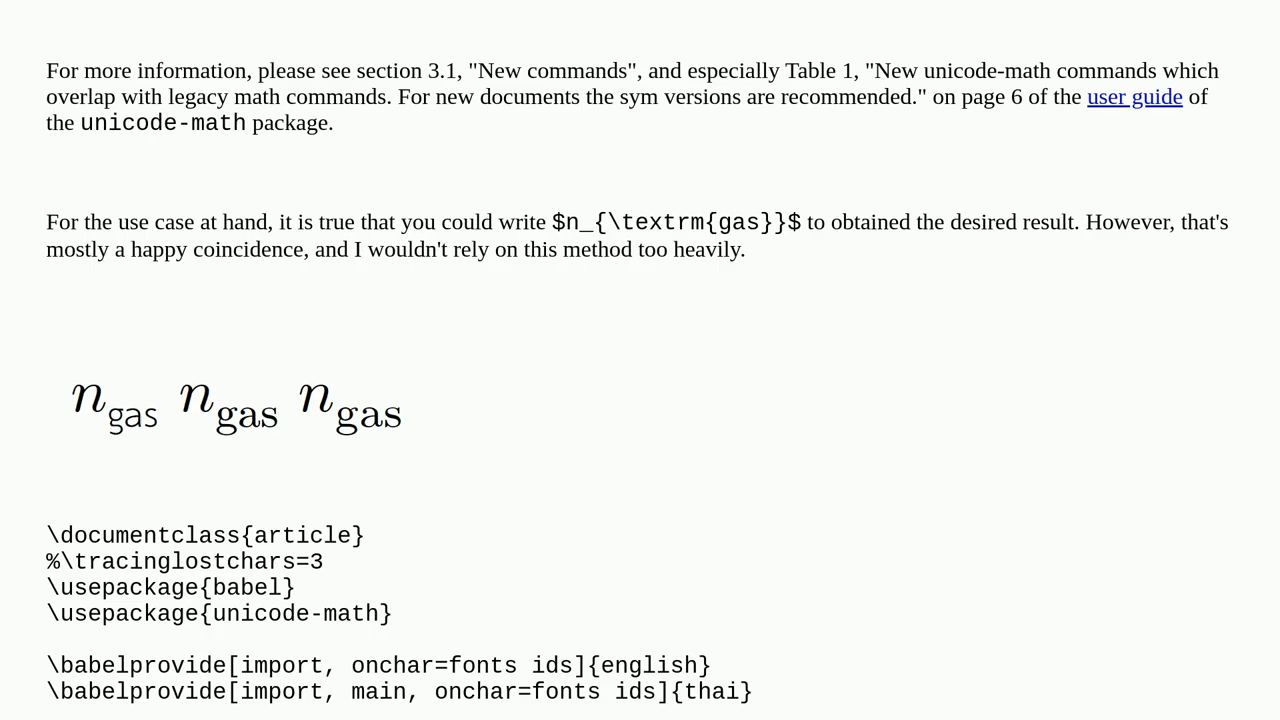 For more information, please see section 3.1, "New commands", and especially Table 1, "New unicode-math commands which
overlap with legacy math commands. For new documents the sym versions are recommended." on page 6 of the user guide of
the unicode-math package.
For the use case at hand, it is true that you could write $n_{\textrm{gas}}$ to obtained the desired result. However, that's
mostly a happy coincidence, and I wouldn't rely on this method too heavily.
n_gas n_gas n_gas
\documentclass{article}
%\tracinglostchars=3
\usepackage{babel}
\usepackage{unicode-math}
\babelprovide[import, onchar=fonts ids]{english}
\babelprovide[import, main, onchar=fonts ids]{thai}